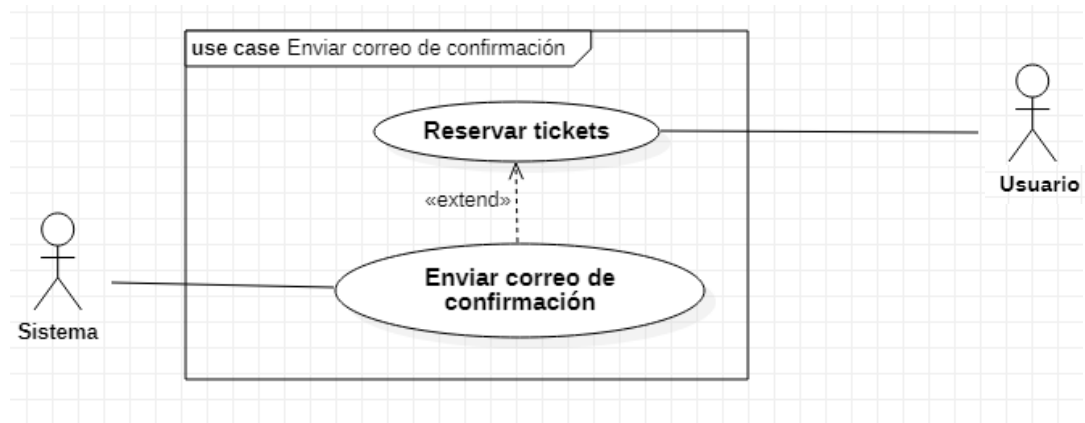 use case Enviar correo de confirmación
Reservar tickets
Usuario
«extend»
Enviar correo de
confirmación
Sistema